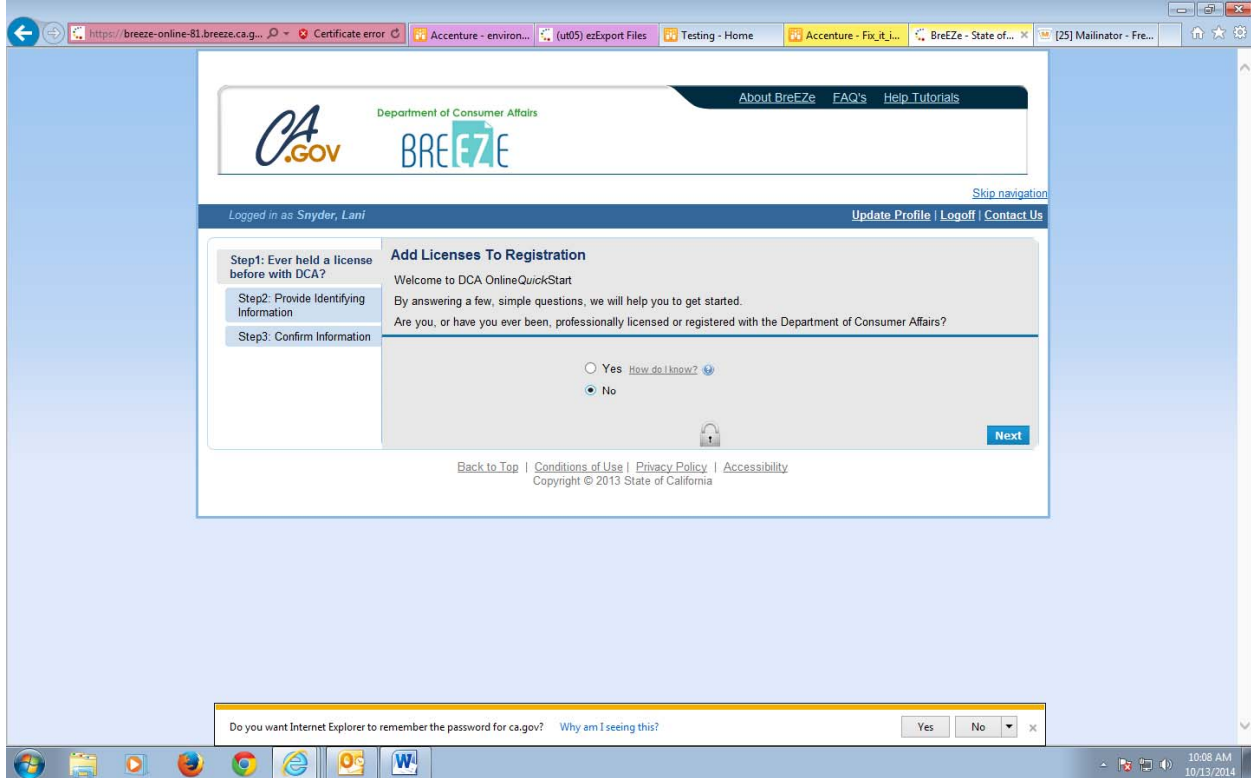 https://breeze-online-81.breeze.ca.g... Certificate error
Accenture - environ...
(ut05) ezExport Files
Testing - Home
Accenture - Fix_it_i...
BreEZe - State of...
[25] Mailinator - Fre...
CA.GOV
Department of Consumer Affairs
BREEZE
About BreEZe FAQ's Help Tutorials
Skip navigation
Logged in as Snyder, Lani
Update Profile | Logoff | Contact Us
Step1: Ever held a license
before with DCA?
Step2: Provide Identifying
Information
Step3: Confirm Information
Add Licenses To Registration
Welcome to DCA OnlineQuickStart
By answering a few, simple questions, we will help you to get started.
Are you, or have you ever been, professionally licensed or registered with the Department of Consumer Affairs?
Yes How do I know?
No
Next
Back to Top | Conditions of Use | Privacy Policy | Accessibility
Copyright © 2013 State of California
Do you want Internet Explorer to remember the password for ca.gov? Why am I seeing this? Yes No
10:08 AM
10/13/2014